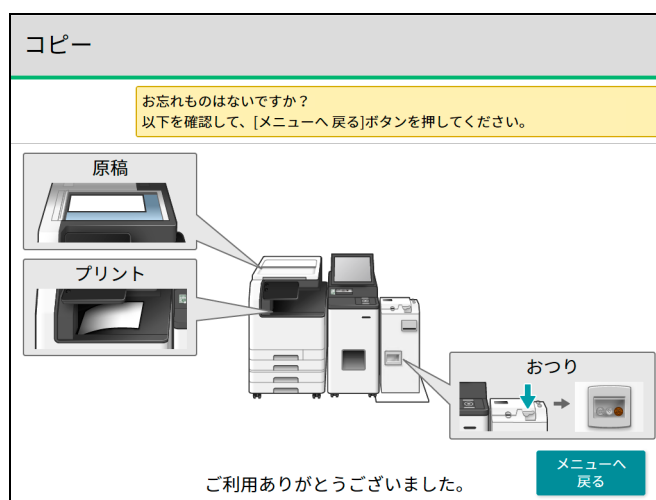 コピー
お忘れものはないですか？
以下を確認して、[メニューへ 戻る]ボタンを押してください。
原稿
プリント
おつり
ご利用ありがとうございました。
メニューへ
戻る